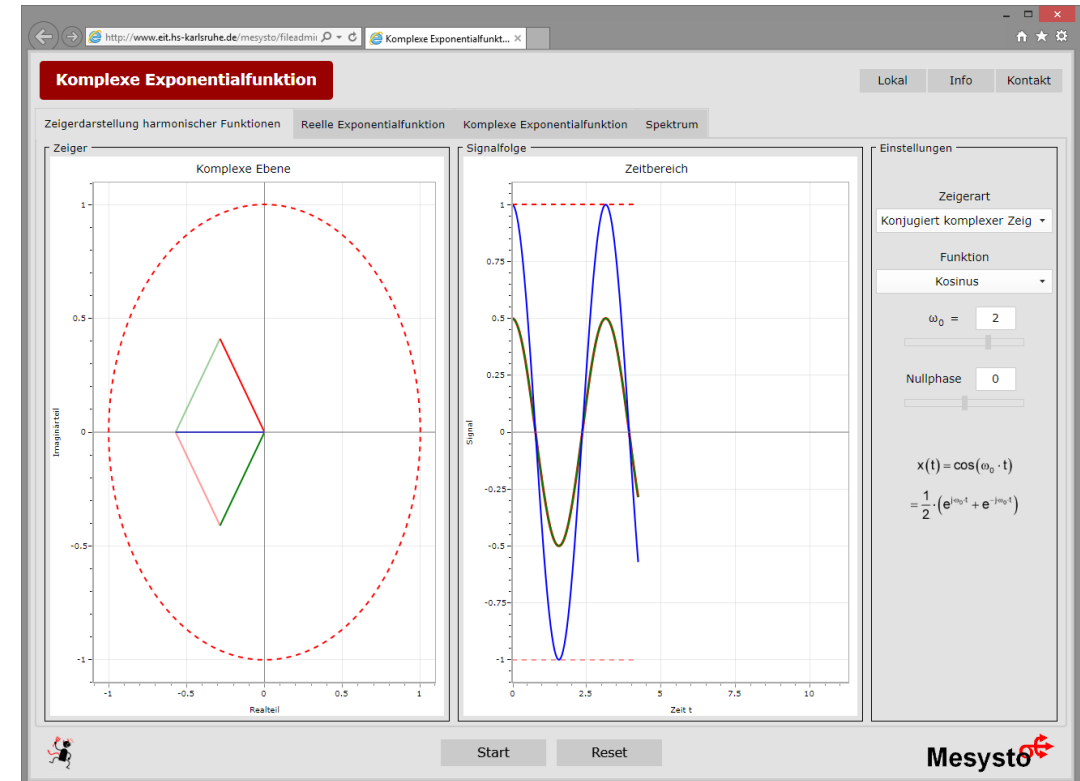 http://www.eit.hs-karlsruhe.de/mesysto/fileadmii
Komplexe Exponentialfunkt...
Komplexe Exponentialfunktion
Lokal Info Kontakt
Zeigerdarstellung harmonischer Funktionen Reelle Exponentialfunktion Komplexe Exponentialfunktion Spektrum
Zeiger
Komplexe Ebene
1
0.5
0
-0.5
-1
Imaginärteil
-1 -0.5 0 0.5 1
Realteil
Signalfolge
Zeitbereich
1
0.75
0.5
0.25
0
-0.25
-0.5
-0.75
-1
Signal
0 2.5 5 7.5 10
Zeit t
Einstellungen
Zeigerart
Konjugiert komplexer Zeig
Funktion
Kosinus
ω₀ = 2
Nullphase 0
x(t) = cos(ω₀ · t)
= 1/2 · (e^{jω₀·t} + e^{-jω₀·t})
Start Reset
Mesysto